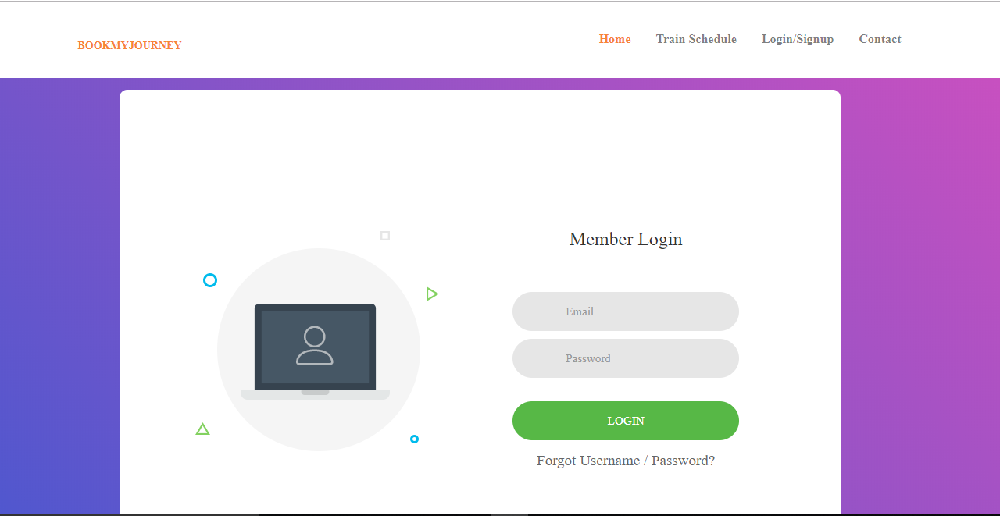 BOOKMYJOURNEY
Home Train Schedule Login/Signup Contact
Member Login
Email
Password
LOGIN
Forgot Username / Password?